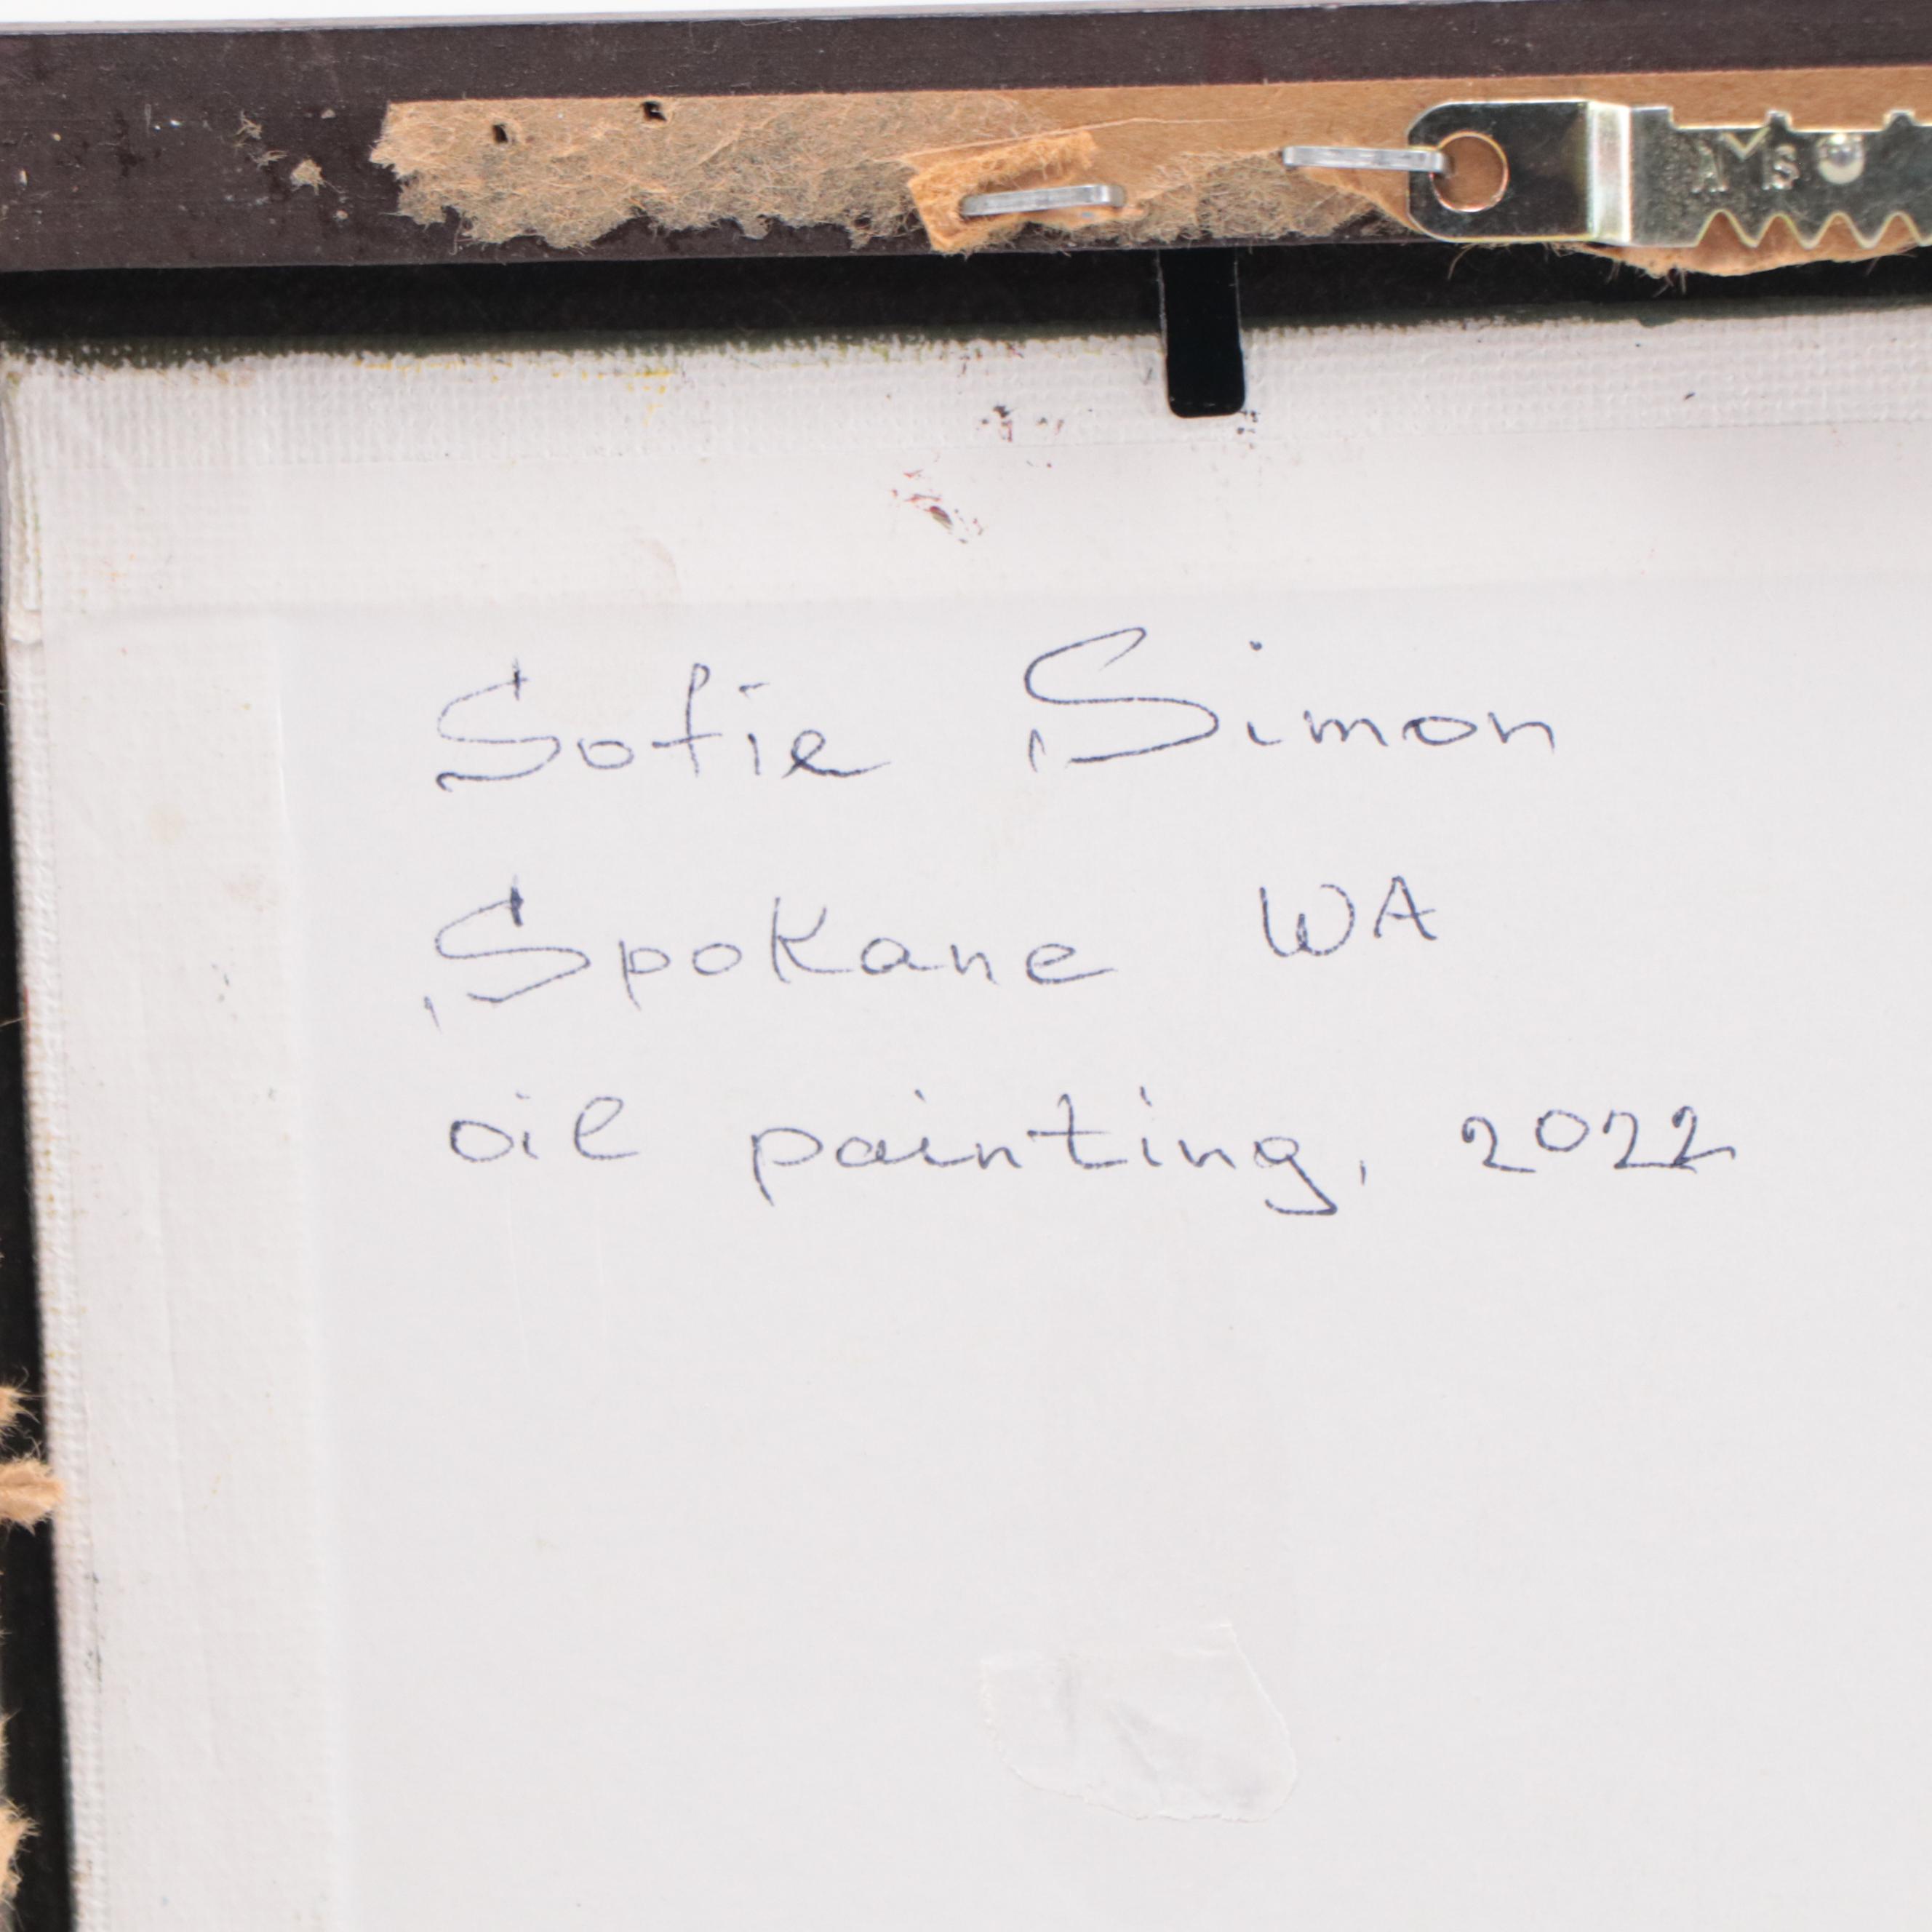 Sofie Simon
Spokane WA
oil painting, 2022